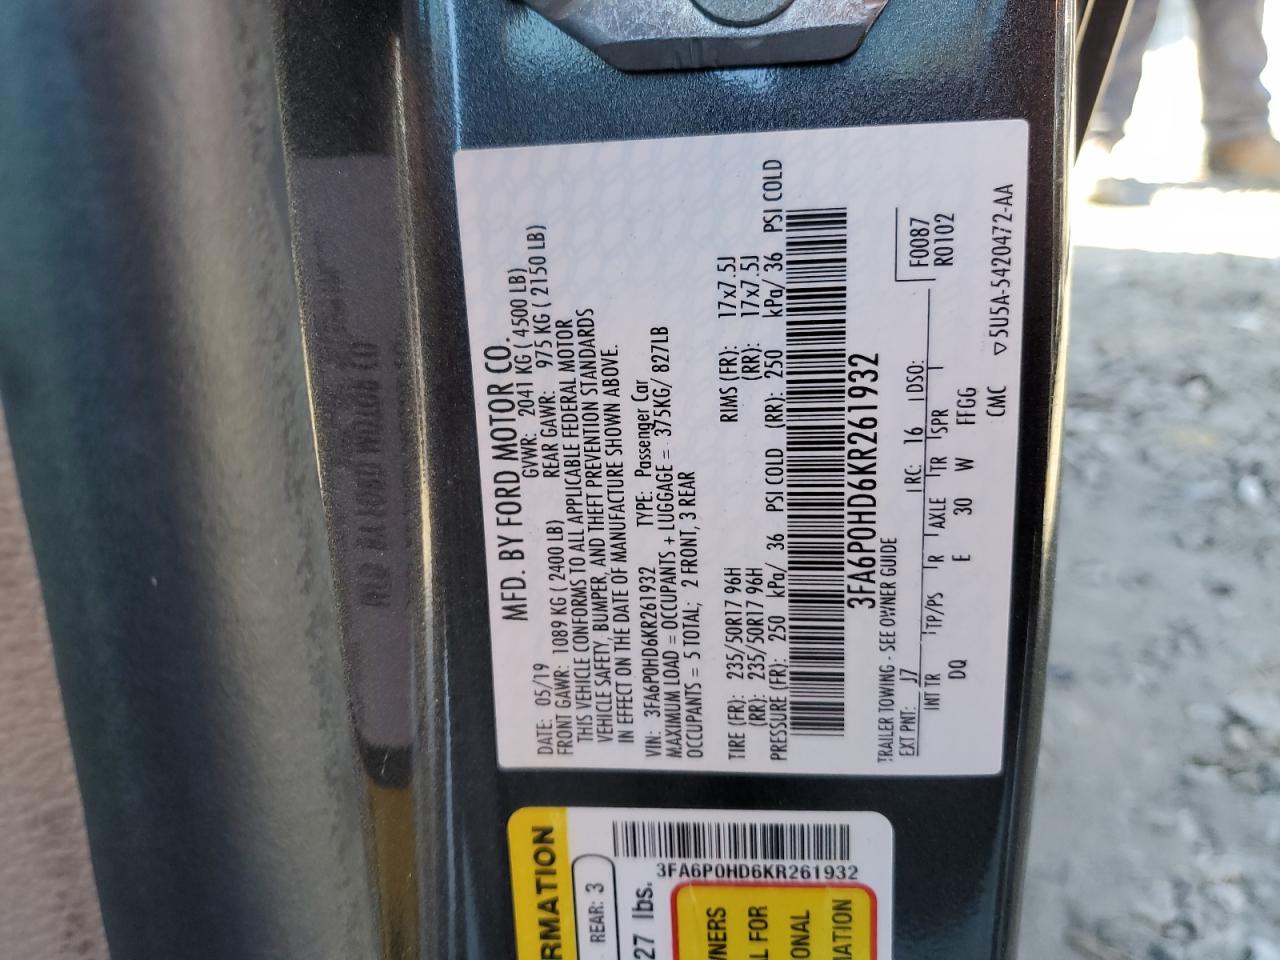 MFD. BY FORD MOTOR CO.
DATE: 05/19 GVWR: 2041 KG ( 4500 LB)
FRONT GAWR: 1089 KG ( 2400 LB) REAR GAWR: 975 KG ( 2150 LB)
THIS VEHICLE CONFORMS TO ALL APPLICABLE FEDERAL MOTOR
VEHICLE SAFETY, BUMPER, AND THEFT PREVENTION STANDARDS
IN EFFECT ON THE DATE OF MANUFACTURE SHOWN ABOVE.
VIN: 3FA6P0HD6KR261932 TYPE: Passenger Car
MAXIMUM LOAD = OCCUPANTS + LUGGAGE = 375KG/ 827LB
OCCUPANTS = 5 TOTAL; 2 FRONT, 3 REAR
TIRE (FR): 235/50R17 96H RIMS (FR): 17x7.5J
(RR): 235/50R17 96H (RR): 17x7.5J
PRESSURE (FR): 250 kPa/ 36 PSI COLD (RR): 250 kPa/ 36 PSI COLD
3FA6P0HD6KR261932
TRAILER TOWING - SEE OWNER GUIDE
F0087
EXT PNT: J7 RC: 16 DSO: R0102
INT TR TP/PS R AXLE TR SPR
DQ E 30 W FFGG
CMC ▽5U5A-5420472-AA
RMATION
REAR: 3
27 lbs.
3FA6P0HD6KR261932
WNERS
L FOR
ONAL
MATION